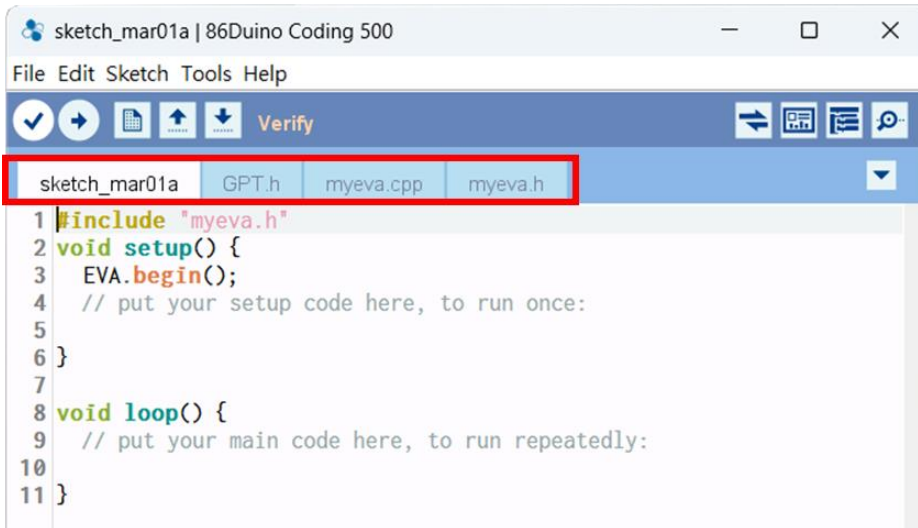 sketch_mar01a | 86Duino Coding 500
File Edit Sketch Tools Help
Verify
sketch_mar01a GPT.h myeva.cpp myeva.h
1 #include "myeva.h"
2 void setup() {
3   EVA.begin();
4   // put your setup code here, to run once:
5
6 }
7
8 void loop() {
9   // put your main code here, to run repeatedly:
10
11 }